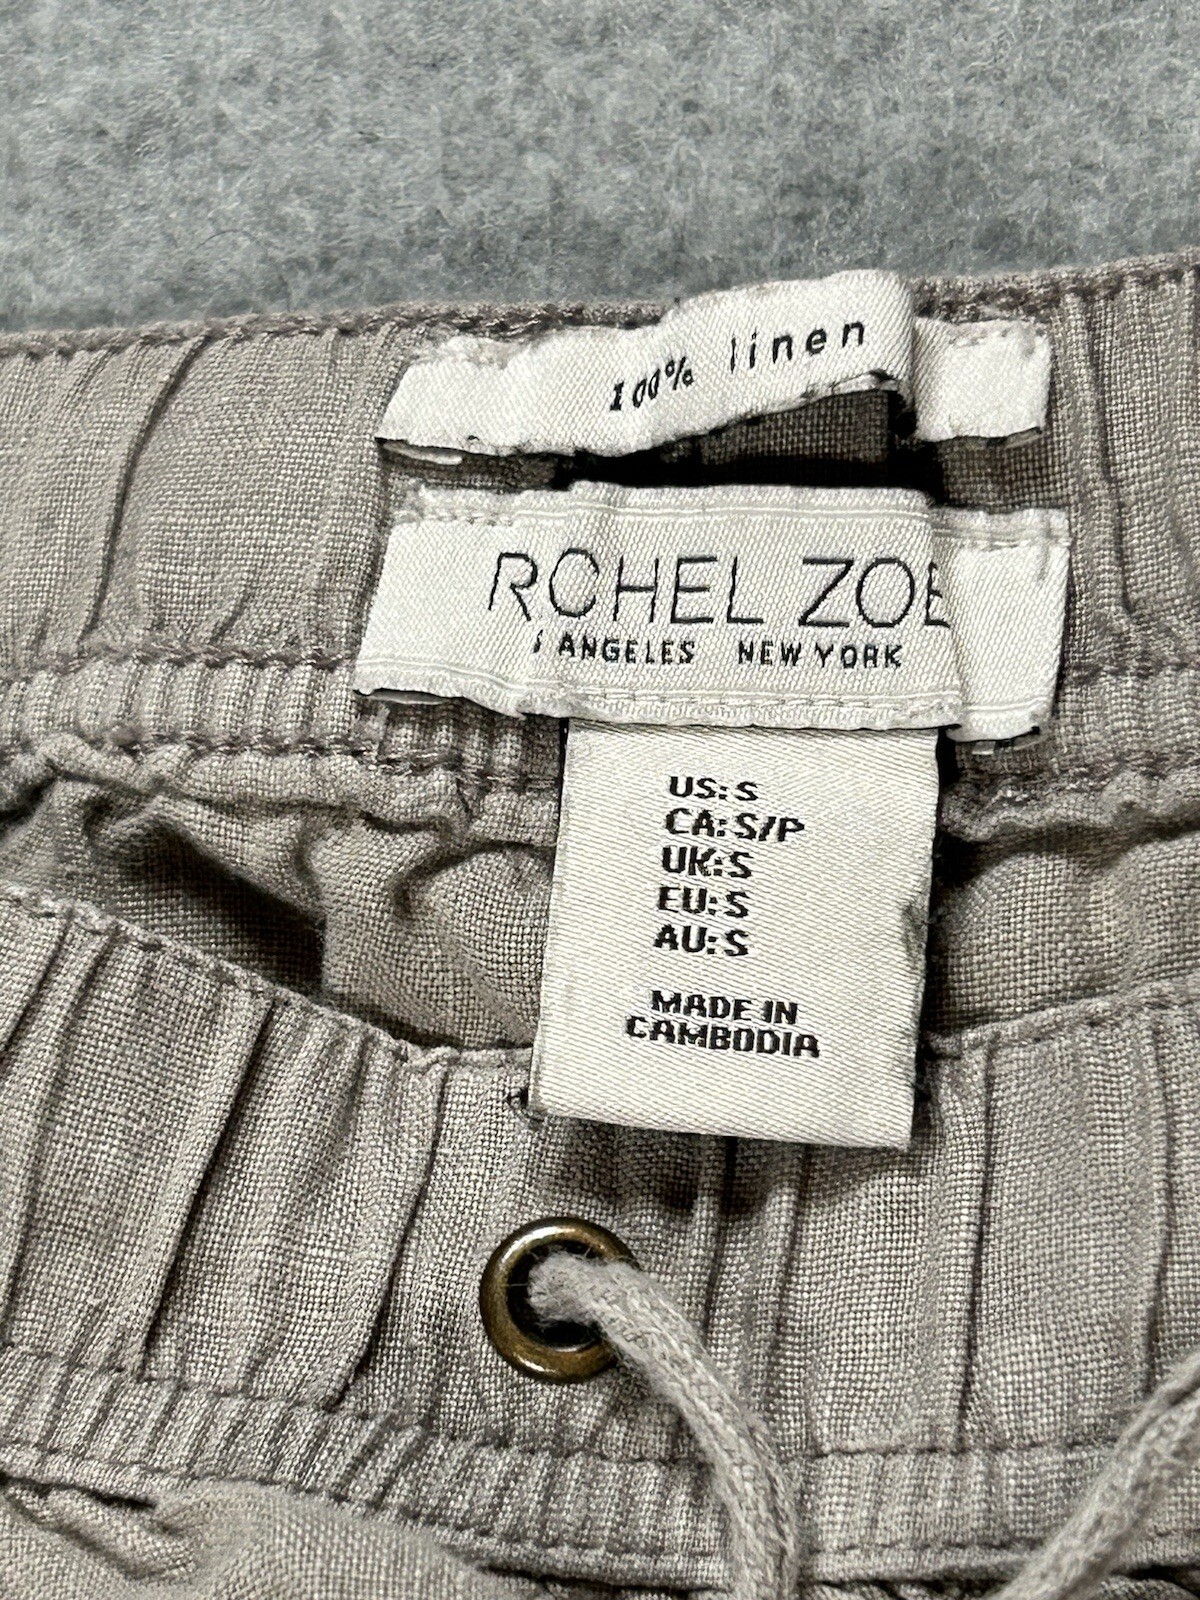 100% linen
RCHEL ZOE
ANGELES NEW YORK
US: S
CA: S/P
UK: S
EU: S
AU: S
MADE IN
CAMBODIA